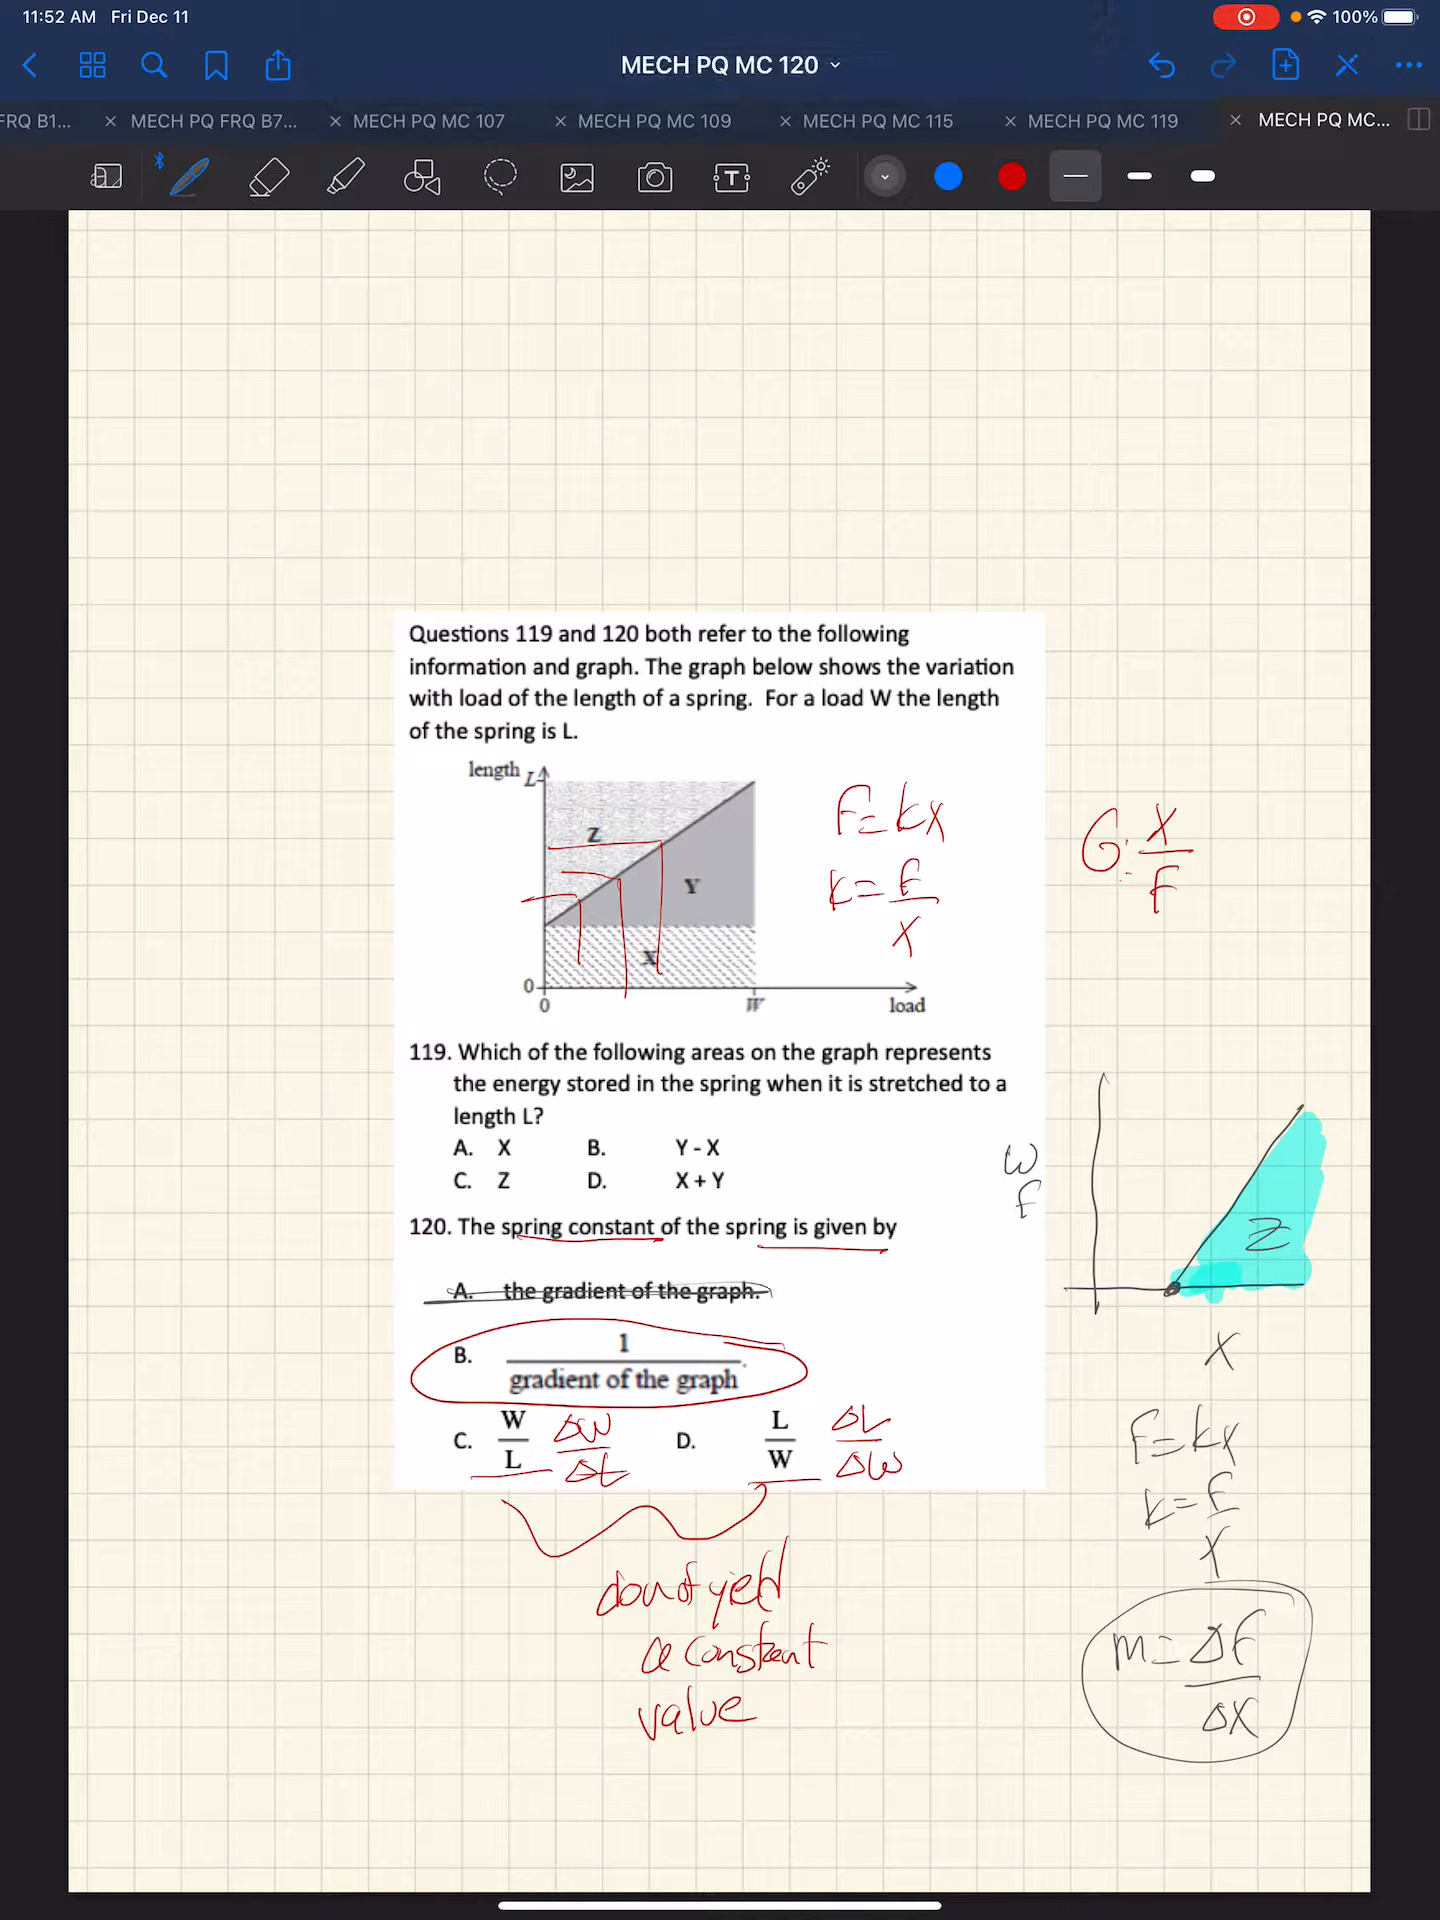 11:52 AM Fri Dec 11
100%
MECH PQ MC 120
FRQ B1...
MECH PQ FRQ B7...
MECH PQ MC 107
MECH PQ MC 109
MECH PQ MC 115
MECH PQ MC 119
MECH PQ MC...
Questions 119 and 120 both refer to the following
information and graph. The graph below shows the variation
with load of the length of a spring. For a load W the length
of the spring is L.
length
L
Z
Y
X
0
0
W
load
F=kx
k=F/x
G: x/F
119. Which of the following areas on the graph represents
the energy stored in the spring when it is stretched to a
length L?
A. X B. Y - X
C. Z D. X + Y
120. The spring constant of the spring is given by
A. the gradient of the graph.
B. 1 / gradient of the graph.
C. W/L ΔW/ΔL D. L/W ΔL/ΔW
do not yield
a constant
value
W
F
Z
X
F=kx
k=F/x
m=ΔF/ΔX